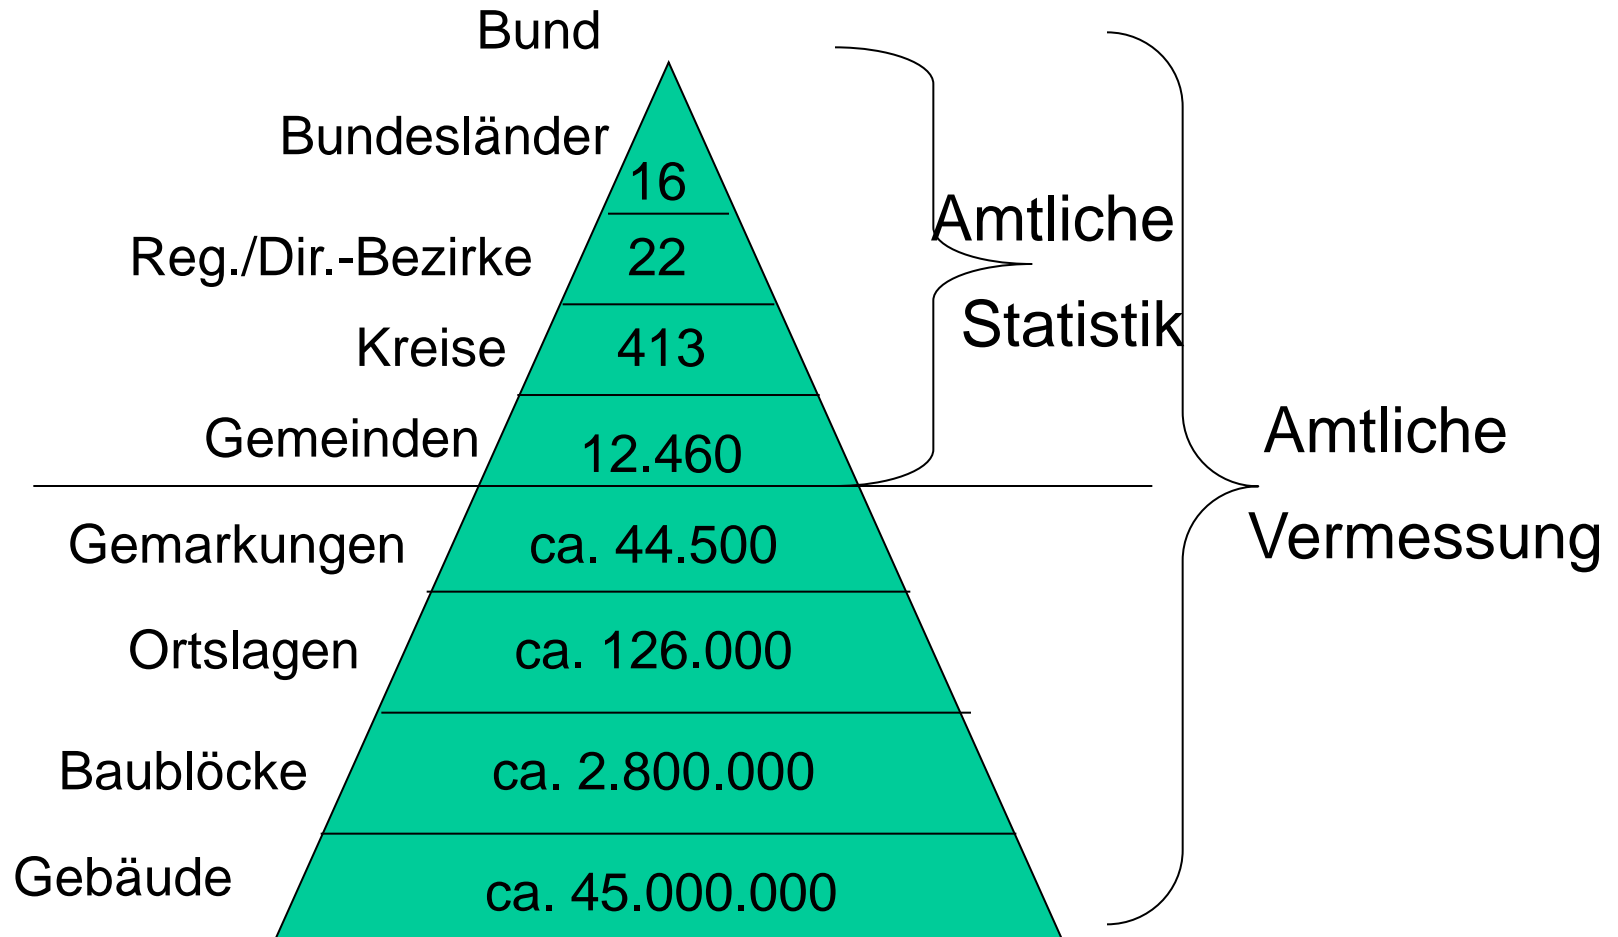 Bund
Bundesländer
16
Reg./Dir.-Bezirke
22
Kreise
413
Gemeinden
12.460
Gemarkungen
ca. 44.500
Ortslagen
ca. 126.000
Baublöcke
ca. 2.800.000
Gebäude
ca. 45.000.000
Amtliche
Statistik
Amtliche
Vermessung